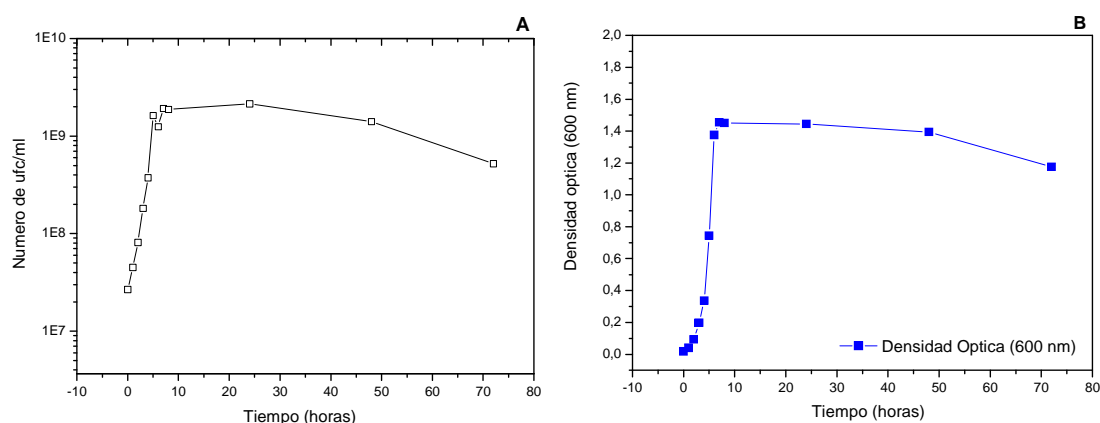 A
1E10
1E9
1E8
1E7
Numero de ufc/ml
-10 0 10 20 30 40 50 60 70 80
Tiempo (horas)
B
2,0
1,8
1,6
1,4
1,2
1,0
0,8
0,6
0,4
0,2
0,0
Densidad optica (600 nm)
Densidad Optica (600 nm)
-10 0 10 20 30 40 50 60 70 80
Tiempo (horas)